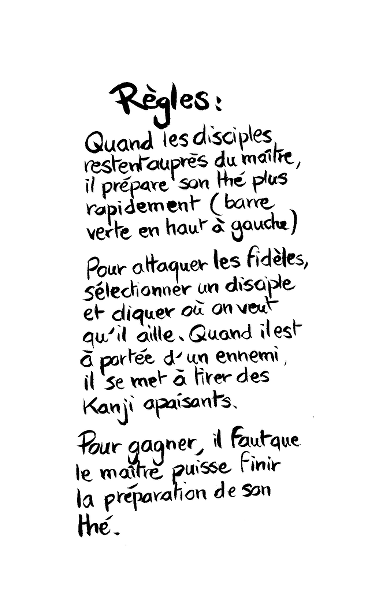 Règles :
Quand les disciples
restent auprès du maître,
il prépare son thé plus
rapidement (barre
verte en haut à gauche)
Pour attaquer les fidèles,
sélectionner un disciple
et cliquer où on veut
qu'il aille. Quand il est
à portée d'un ennemi,
il se met à tirer des
Kanji apaisants.
Pour gagner, il faut que
le maître puisse finir
la préparation de son
thé.